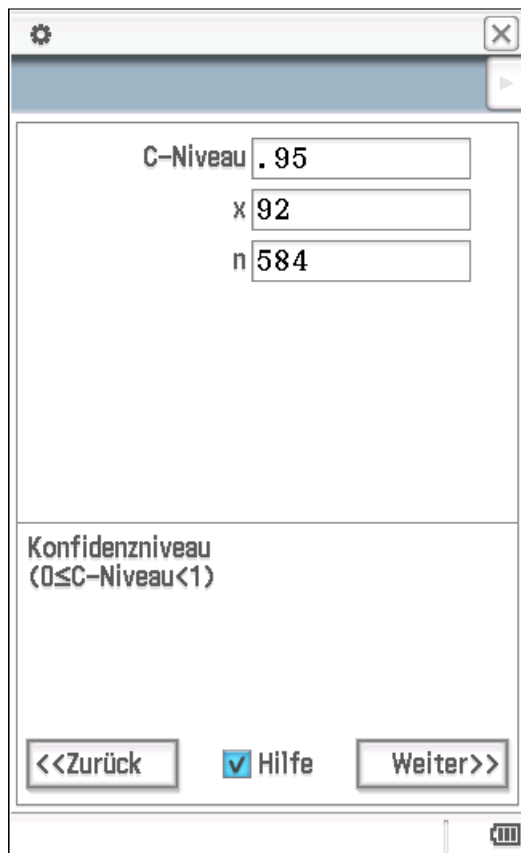 C-Niveau .95
x 92
n 584
Konfidenzniveau
(0≤C-Niveau<1)
<<Zurück Hilfe Weiter>>